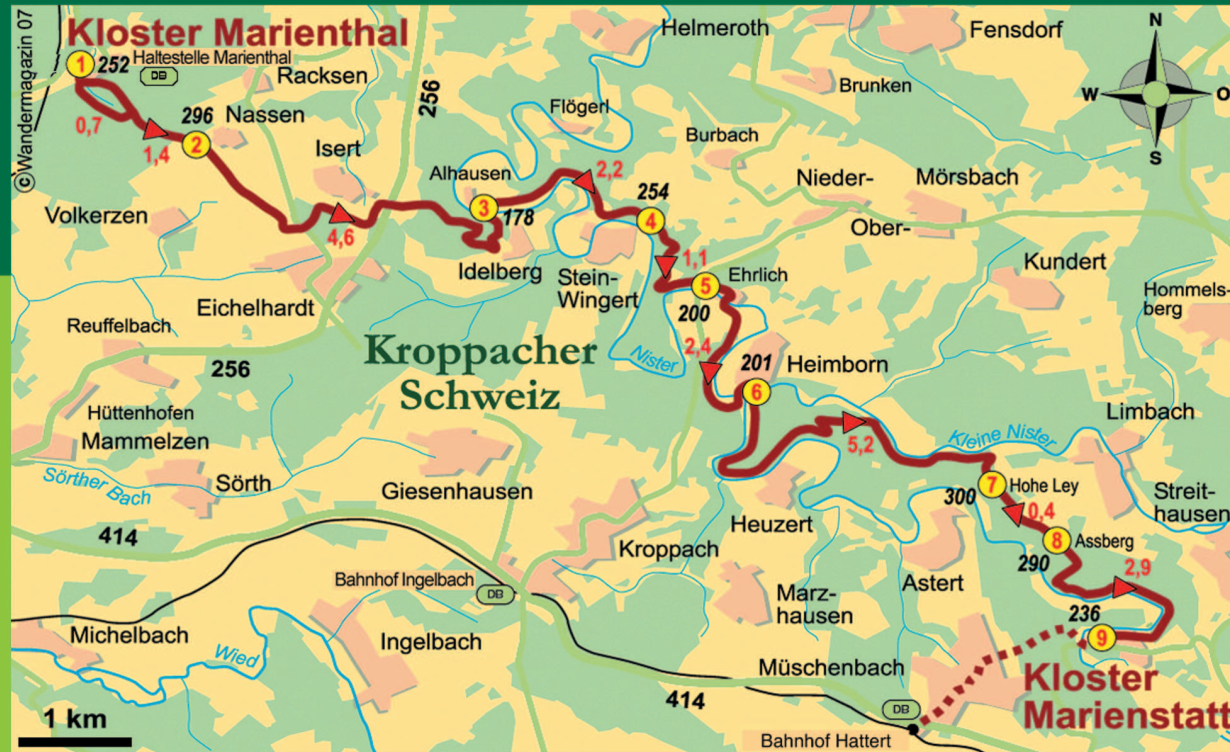 ©Wandermagazin 07
Kloster Marienthal
1
252
Haltestelle Marienthal
DB
0,7
1,4
296
2
Nassen
Racksen
Isert
256
Helmeroth
Fensdorf
Brunken
Flögerl
Burbach
N
W
O
S
Volkerzen
4,6
Alhausen
3
178
Idelberg
2,2
254
4
Stein-
Wingert
1,1
5
Ehrlich
200
Nieder-
Mörsbach
Ober-
Kundert
Hommels-
berg
Eichelhardt
Reuffelbach
256
Kroppacher
Schweiz
Nister
2,4
201
6
Heimborn
Hüttenhofen
Mammelzen
Sörther Bach
Sörth
Giesenhausen
5,2
Kleine Nister
Limbach
7
Hohe Ley
300
0,4
8
Assberg
290
Streit-
hausen
414
Heuzert
Kroppach
Bahnhof Ingelbach
DB
Marz-
hausen
Astert
2,9
236
9
Michelbach
Wied
Ingelbach
Müschenbach
414
DB
Bahnhof Hattert
Kloster
Marienstatt
1 km